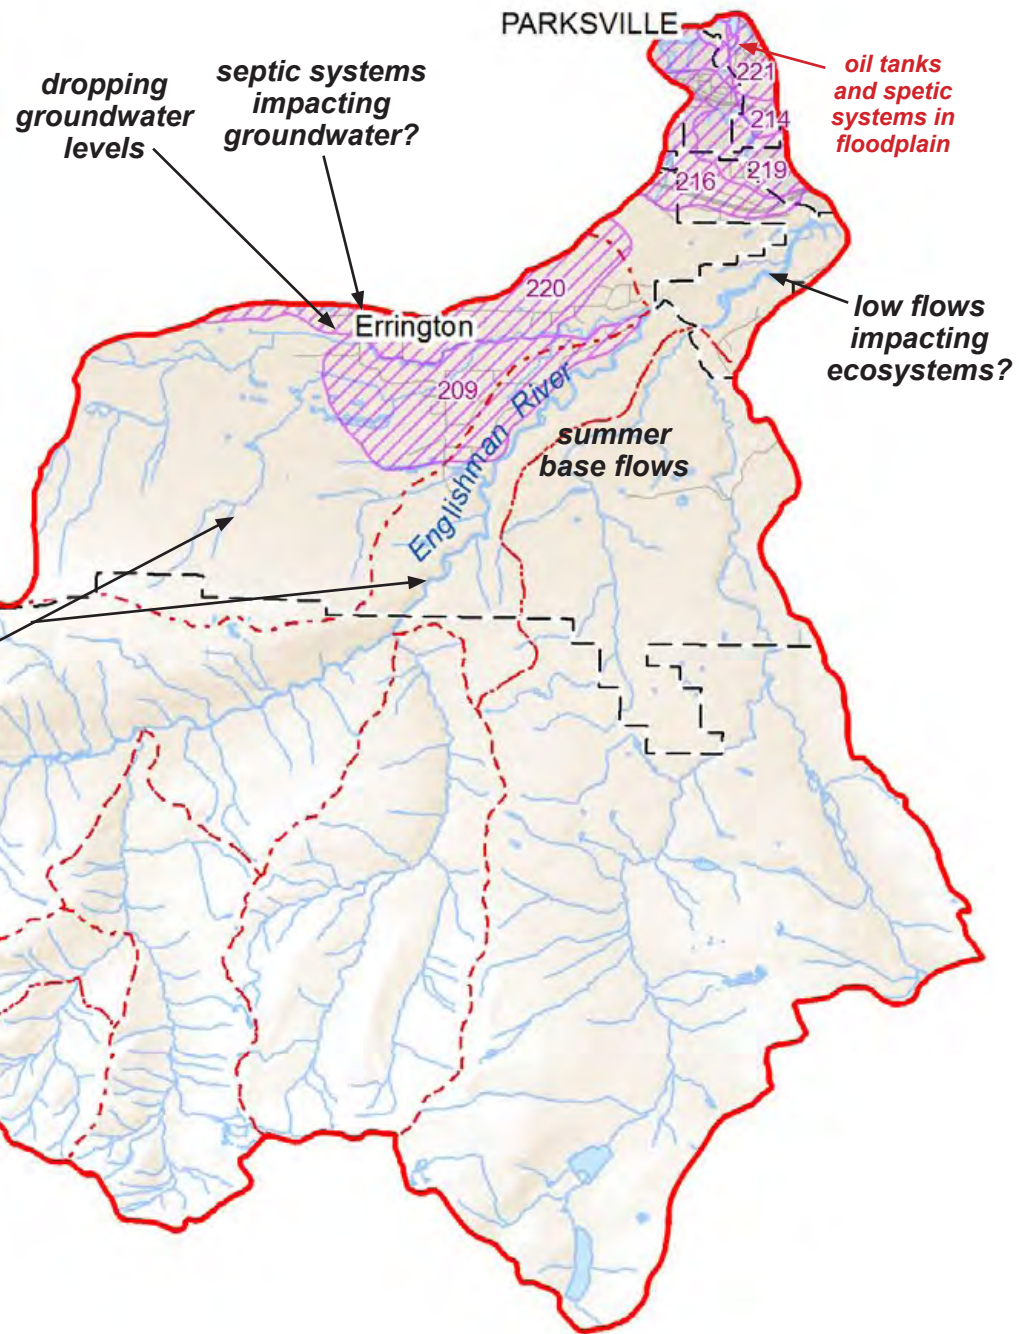 PARKSVILLE
dropping
groundwater
levels
septic systems
impacting
groundwater?
oil tanks
and spetic
systems in
floodplain
221
214
219
216
220
Errington
209
low flows
impacting
ecosystems?
summer
base flows
Englishman River